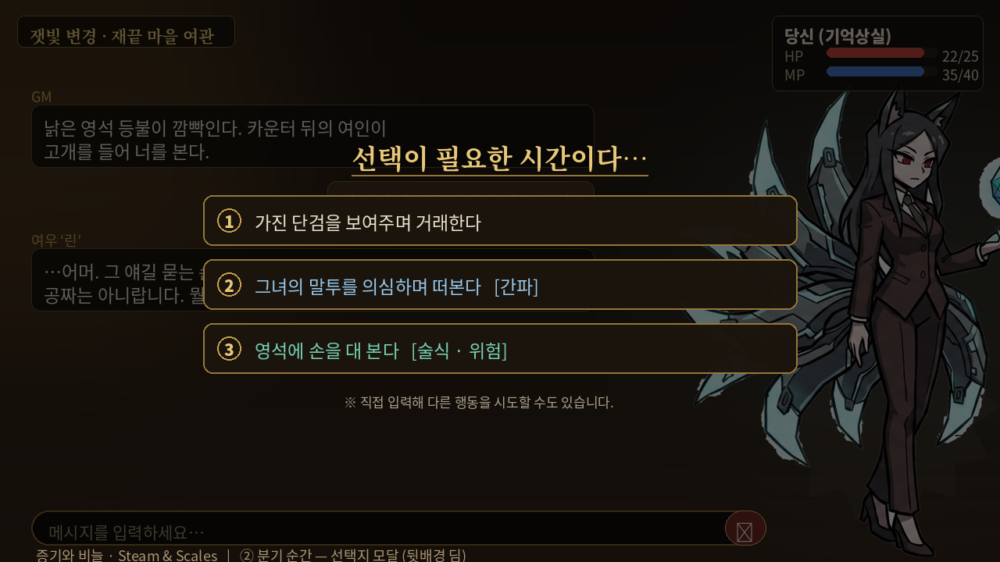 잿빛 변경 · 재끝 마을 여관
당신 (기억상실)
HP 22/25
MP 35/40
GM
낡은 영석 등불이 깜빡인다. 카운터 뒤의 여인이
고개를 들어 너를 본다.
선택이 필요한 시간이다…
1 가진 단검을 보여주며 거래한다
여우 ‘린’
…어머. 그 얘길 묻는
공짜는 아니랍니다. 뭘
2 그녀의 말투를 의심하며 떠본다 [간파]
3 영석에 손을 대 본다 [술식 · 위험]
※ 직접 입력해 다른 행동을 시도할 수도 있습니다.
메시지를 입력하세요…
증기와 비늘 · Steam & Scales | ② 분기 순간 — 선택지 모달 (뒷배경 딤)